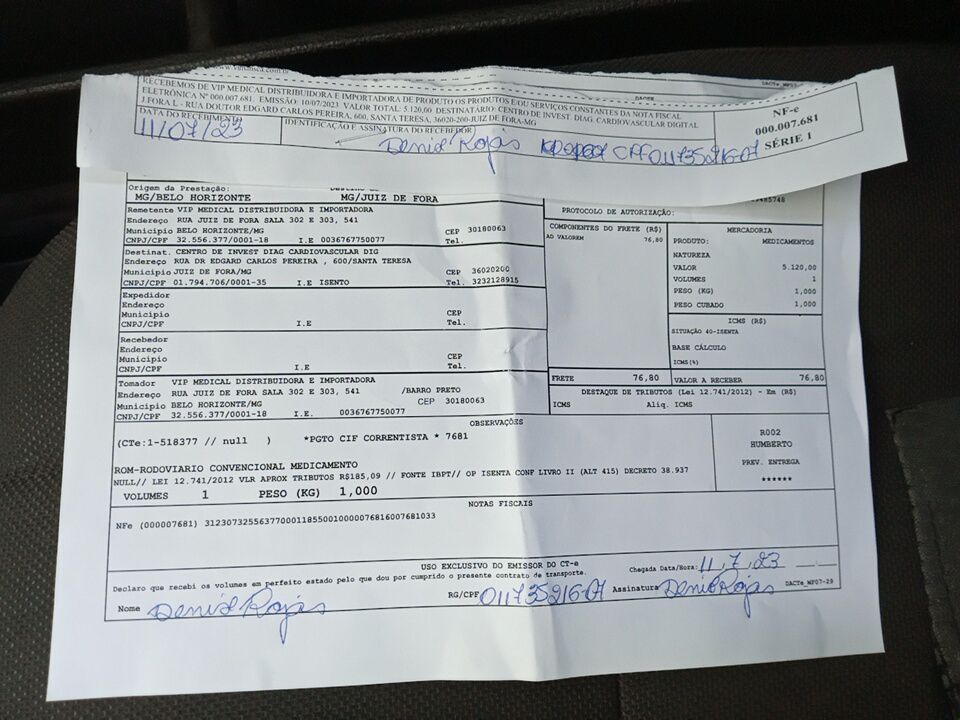 RECEBEMOS DE VIP MEDICAL DISTRIBUIDORA E IMPORTADORA DE PRODUTO OS PRODUTOS E/OU SERVIÇOS CONSTANTES DA NOTA FISCAL
ELETRÔNICA Nº 000.007.681. EMISSÃO: 10/07/2023 VALOR TOTAL: 5.120,00 DESTINATÁRIO: CENTRO DE INVEST. DIAG. CARDIOVASCULAR DIGITAL
J FORA L - RUA DOUTOR EDGARD CARLOS PEREIRA, 600, SANTA TERESA, 36020-200-JUIZ DE FORA-MG
NF-e
000.007.681
SÉRIE 1
DATA DO RECEBIMENTO
11/07/23
IDENTIFICAÇÃO E ASSINATURA DO RECEBEDOR
Denise Rojas CPF 011735216-07
Origem da Prestação:
MG/BELO HORIZONTE MG/JUIZ DE FORA
Remetente VIP MEDICAL DISTRIBUIDORA E IMPORTADORA
Endereço RUA JUIZ DE FORA SALA 302 E 303, 541
Municipio BELO HORIZONTE/MG CEP 30180063
CNPJ/CPF 32.556.377/0001-18 I.E 0036767750077 Tel.
Destinat. CENTRO DE INVEST DIAG CARDIOVASCULAR DIG
Endereço RUA DR EDGARD CARLOS PEREIRA , 600/SANTA TERESA
Municipio JUIZ DE FORA/MG CEP 36020200
CNPJ/CPF 01.794.706/0001-35 I.E ISENTO Tel. 3232128915
Expedidor
Endereço
Municipio CEP
CNPJ/CPF I.E Tel.
Recebedor
Endereço
Municipio CEP
CNPJ/CPF I.E Tel.
Tomador VIP MEDICAL DISTRIBUIDORA E IMPORTADORA
Endereço RUA JUIZ DE FORA SALA 302 E 303, 541 /BARRO PRETO
Municipio BELO HORIZONTE/MG CEP 30180063
CNPJ/CPF 32.556.377/0001-18 I.E. 0036767750077
PROTOCOLO DE AUTORIZAÇÃO:
COMPONENTES DO FRETE (R$)
AD VALOREM 76,80
MERCADORIA
PRODUTO: MEDICAMENTOS
NATUREZA
VALOR 5.120,00
VOLUMES 1
PESO (KG) 1,000
PESO CUBADO 1,000
ICMS (R$)
SITUAÇÃO 40-ISENTA
BASE CÁLCULO
ICMS(%)
FRETE 76,80 VALOR A RECEBER 76,80
DESTAQUE DE TRIBUTOS (Lei 12.741/2012) - Em (R$)
ICMS Aliq. ICMS
OBSERVAÇÕES
(CTe:1-518377 // null ) *PGTO CIF CORRENTISTA * 7681
ROM-RODOVIARIO CONVENCIONAL MEDICAMENTO
NULL// LEI 12.741/2012 VLR APROX TRIBUTOS R$185,09 // FONTE IBPT// OP ISENTA CONF LIVRO II (ALT 415) DECRETO 38.937
VOLUMES 1 PESO (KG) 1,000
R002
HUMBERTO
PREV. ENTREGA
******
NOTAS FISCAIS
NFe (000007681) 31230732556377000118550010000076816007681033
USO EXCLUSIVO DO EMISSOR DO CT-e
Declaro que recebi os volumes em perfeito estado pelo que dou por cumprido o presente contrato de transporte.
Chegada Data/Hora: 11, 7, 23
Nome Denise Rojas RG/CPF 011735216-07 Assinatura Denise Rojas
DACTe_MF07-29